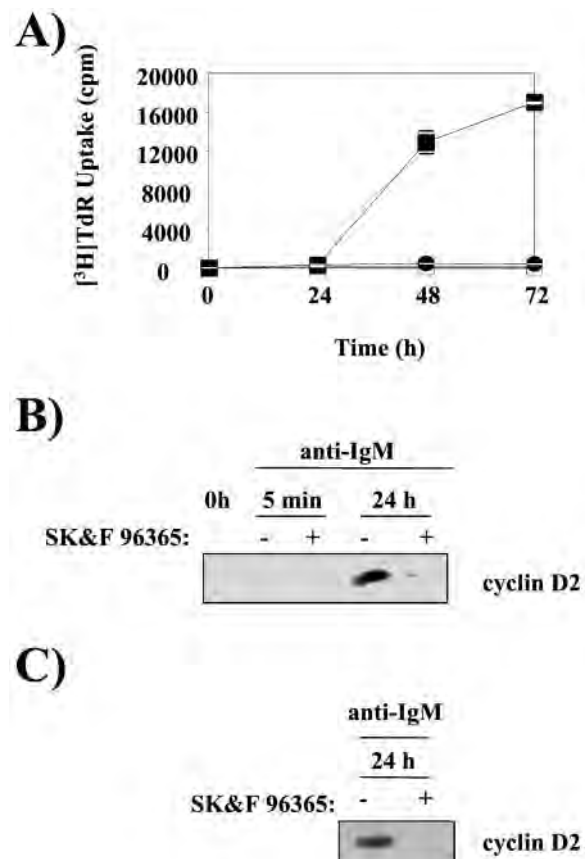 A)
[³H]TdR Uptake (cpm)
20000
16000
12000
8000
4000
0
0 24 48 72
Time (h)
B)
anti-IgM
0h 5 min 24 h
SK&F 96365: - + - +
cyclin D2
C)
anti-IgM
24 h
SK&F 96365: - +
cyclin D2